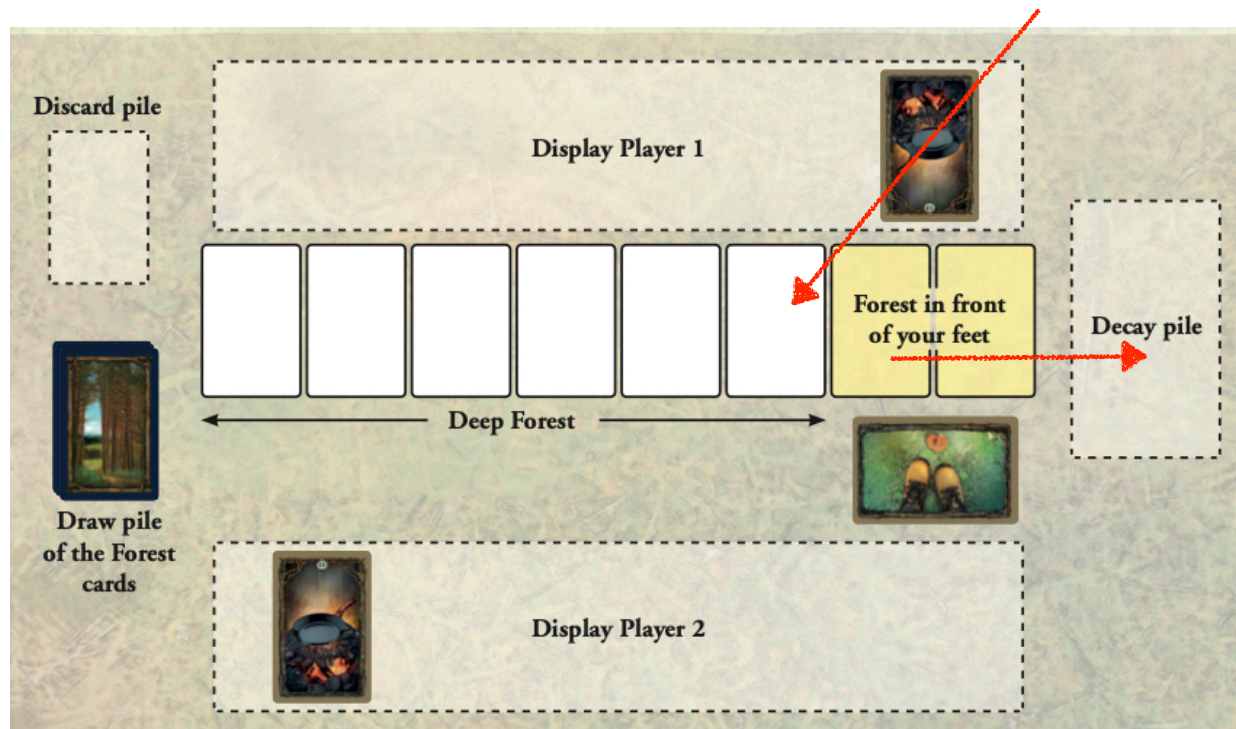 Discard pile
Display Player 1
Forest in front
of your feet
Decay pile
Deep Forest
Draw pile
of the Forest
cards
Display Player 2